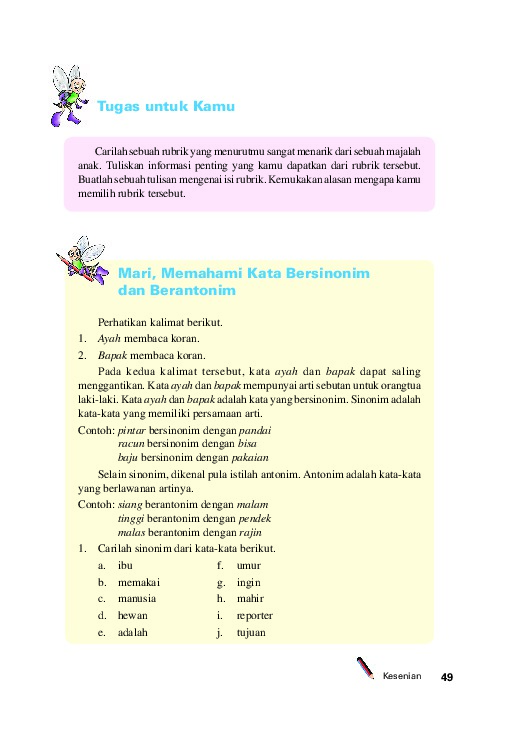 Tugas untuk Kamu
Carilah sebuah rubrik yang menurutmu sangat menarik dari sebuah majalah
anak. Tuliskan informasi penting yang kamu dapatkan dari rubrik tersebut.
Buatlah sebuah tulisan mengenai isi rubrik. Kemukakan alasan mengapa kamu
memilih rubrik tersebut.
Mari, Memahami Kata Bersinonim
dan Berantonim
Perhatikan kalimat berikut.
1. Ayah membaca koran.
2. Bapak membaca koran.
Pada kedua kalimat tersebut, kata ayah dan bapak dapat saling
menggantikan. Kata ayah dan bapak mempunyai arti sebutan untuk orangtua
laki-laki. Kata ayah dan bapak adalah kata yang bersinonim. Sinonim adalah
kata-kata yang memiliki persamaan arti.
Contoh: pintar bersinonim dengan pandai
racun bersinonim dengan bisa
baju bersinonim dengan pakaian
Selain sinonim, dikenal pula istilah antonim. Antonim adalah kata-kata
yang berlawanan artinya.
Contoh: siang berantonim dengan malam
tinggi berantonim dengan pendek
malas berantonim dengan rajin
1. Carilah sinonim dari kata-kata berikut.
a. ibu f. umur
b. memakai g. ingin
c. manusia h. mahir
d. hewan i. reporter
e. adalah j. tujuan
Kesenian 49